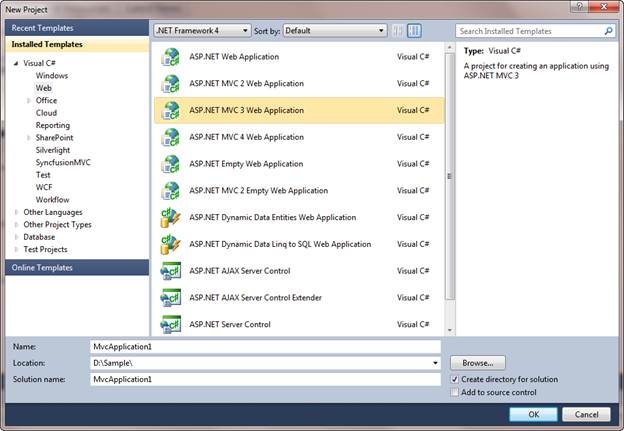 New Project
Recent Templates
.NET Framework 4
Sort by: Default
Search Installed Templates
Installed Templates
Visual C#
Windows
Web
Office
Cloud
Reporting
SharePoint
Silverlight
SyncfusionMVC
Test
WCF
Workflow
Other Languages
Other Project Types
Database
Test Projects
Online Templates
ASP.NET Web Application Visual C#
ASP.NET MVC 2 Web Application Visual C#
ASP.NET MVC 3 Web Application Visual C#
ASP.NET MVC 4 Web Application Visual C#
ASP.NET Empty Web Application Visual C#
ASP.NET MVC 2 Empty Web Application Visual C#
ASP.NET Dynamic Data Entities Web Application Visual C#
ASP.NET Dynamic Data Linq to SQL Web Application Visual C#
ASP.NET AJAX Server Control Visual C#
ASP.NET AJAX Server Control Extender Visual C#
ASP.NET Server Control Visual C#
Type: Visual C#
A project for creating an application using
ASP.NET MVC 3
Name: MvcApplication1
Location: D:\Sample\
Browse...
Solution name: MvcApplication1
Create directory for solution
Add to source control
OK
Cancel